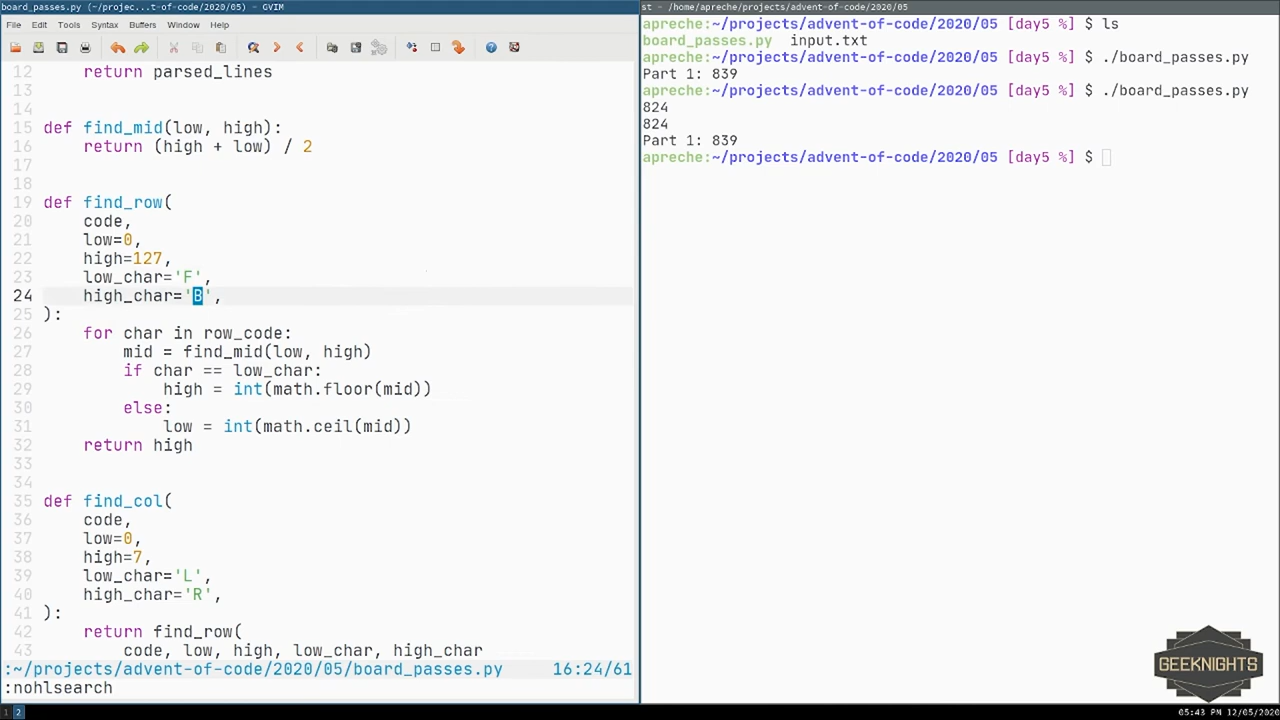 board_passes.py (~/projec...t-of-code/2020/05) - GVIM
File Edit Tools Syntax Buffers Window Help
12 return parsed_lines
13
14
15 def find_mid(low, high):
16 return (high + low) / 2
17
18
19 def find_row(
20 code,
21 low=0,
22 high=127,
23 low_char='F',
24 high_char='B',
25 ):
26 for char in row_code:
27 mid = find_mid(low, high)
28 if char == low_char:
29 high = int(math.floor(mid))
30 else:
31 low = int(math.ceil(mid))
32 return high
33
34
35 def find_col(
36 code,
37 low=0,
38 high=7,
39 low_char='L',
40 high_char='R',
41 ):
42 return find_row(
43 code, low, high, low_char, high_char
:~/projects/advent-of-code/2020/05/board_passes.py 16:24/61
:nohlsearch
1 2
st - /home/apreche/projects/advent-of-code/2020/05
apreche:~/projects/advent-of-code/2020/05 [day5 %] $ ls
board_passes.py input.txt
apreche:~/projects/advent-of-code/2020/05 [day5 %] $ ./board_passes.py
Part 1: 839
apreche:~/projects/advent-of-code/2020/05 [day5 %] $ ./board_passes.py
824
824
Part 1: 839
apreche:~/projects/advent-of-code/2020/05 [day5 %] $
GEEKNIGHTS
05:43 PM 12/05/2020